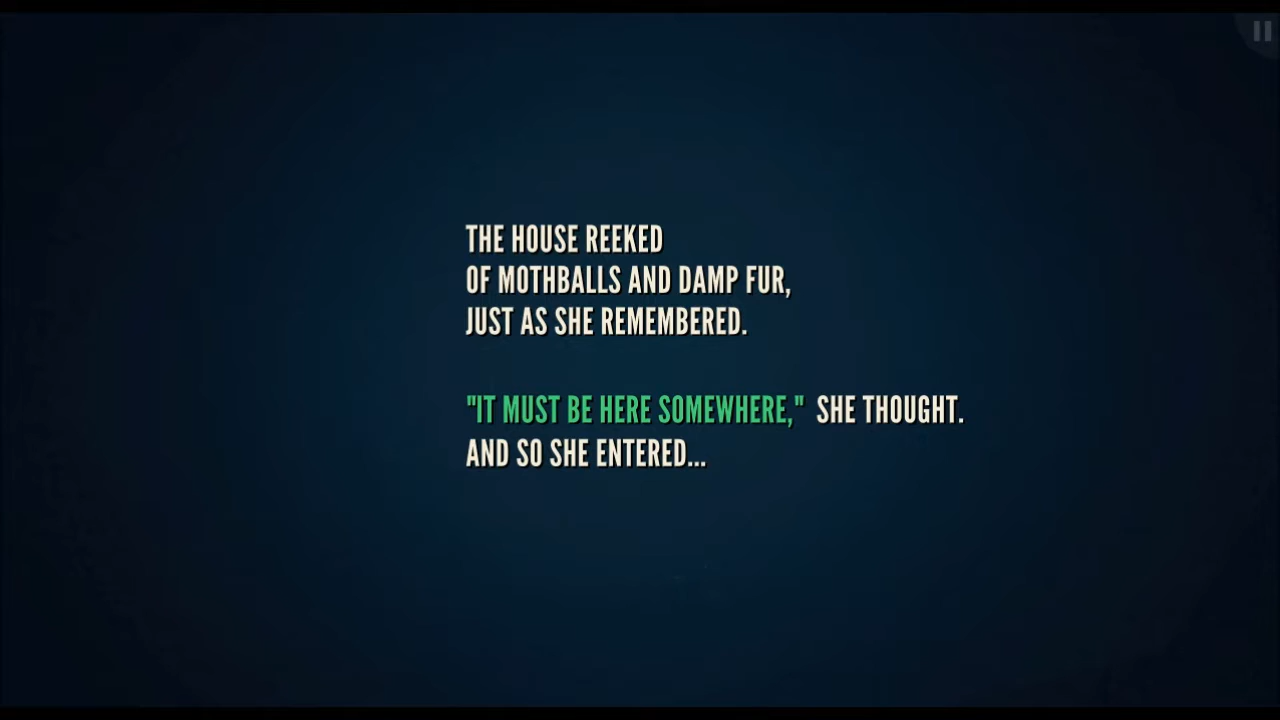 THE HOUSE REEKED
OF MOTHBALLS AND DAMP FUR,
JUST AS SHE REMEMBERED.
"IT MUST BE HERE SOMEWHERE," SHE THOUGHT.
AND SO SHE ENTERED...